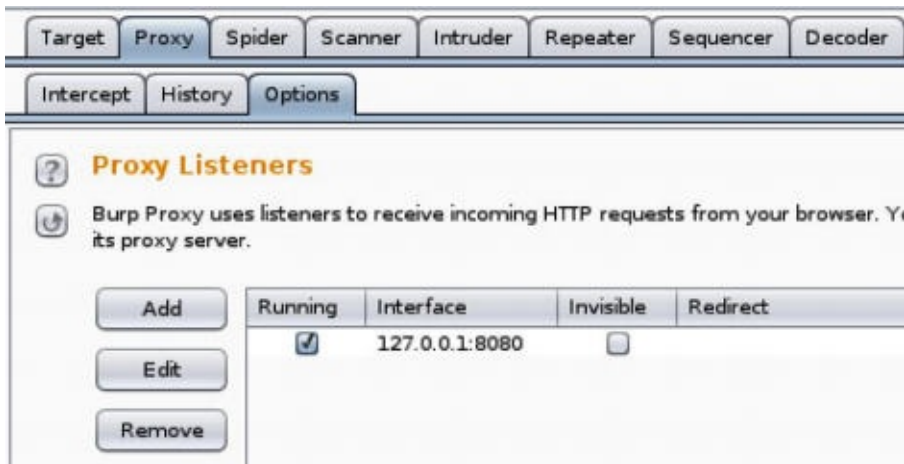 Target Proxy Spider Scanner Intruder Repeater Sequencer Decoder
Intercept History Options
? Proxy Listeners
Burp Proxy uses listeners to receive incoming HTTP requests from your browser.
its proxy server.
Add Running Interface Invisible Redirect
127.0.0.1:8080
Edit
Remove